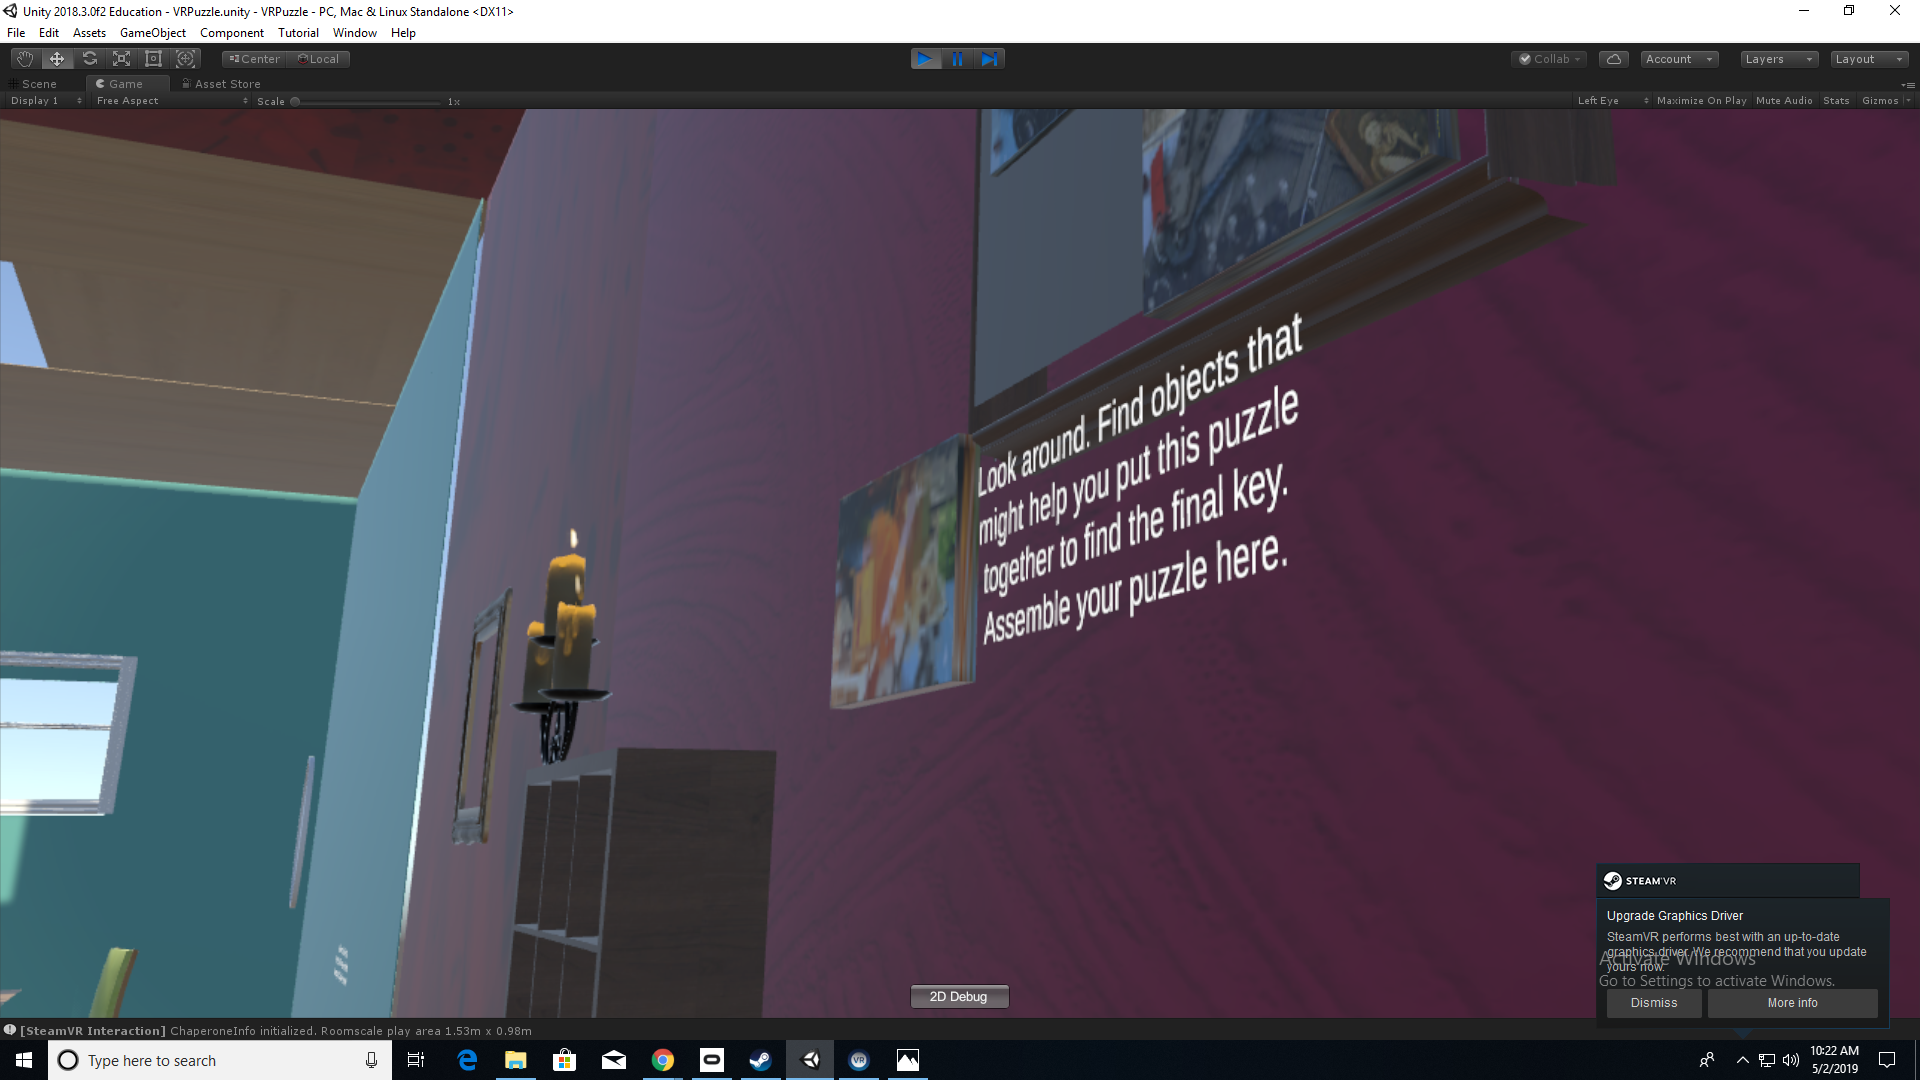 Unity 2018.3.0f2 Education - VRPuzzle.unity - VRPuzzle - PC, Mac & Linux Standalone <DX11>
File Edit Assets GameObject Component Tutorial Window Help
Center Local Collab Account Layers Layout
Scene Game Asset Store
Display 1 Free Aspect Scale 1x Left Eye Maximize On Play Mute Audio Stats Gizmos
Look around. Find objects that
might help you put this puzzle
together to find the final key.
Assemble your puzzle here.
STEAMVR
Upgrade Graphics Driver
SteamVR performs best with an up-to-date
graphics driver. We recommend that you update
yours now.
Activate Windows
Go to Settings to activate Windows.
Dismiss More info
2D Debug
[SteamVR Interaction] ChaperoneInfo initialized. Roomscale play area 1.53m x 0.98m
Type here to search
VR
10:22 AM
5/2/2019